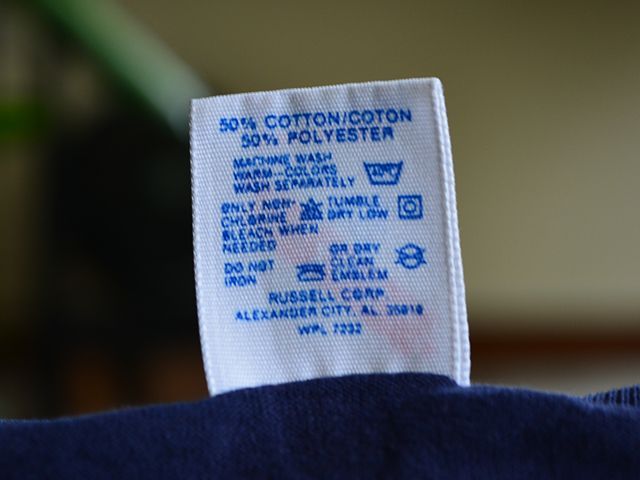 50% COTTON/COTON
50% POLYESTER
MACHINE WASH
WARM-COLORS
WASH SEPARATELY
ONLY NON-
CHLORINE
BLEACH WHEN
NEEDED
TUMBLE
DRY LOW
DO NOT
IRON
OR DRY
CLEAN
EMBLEM
RUSSELL CORP
ALEXANDER CITY, AL 35010
WPL 7232